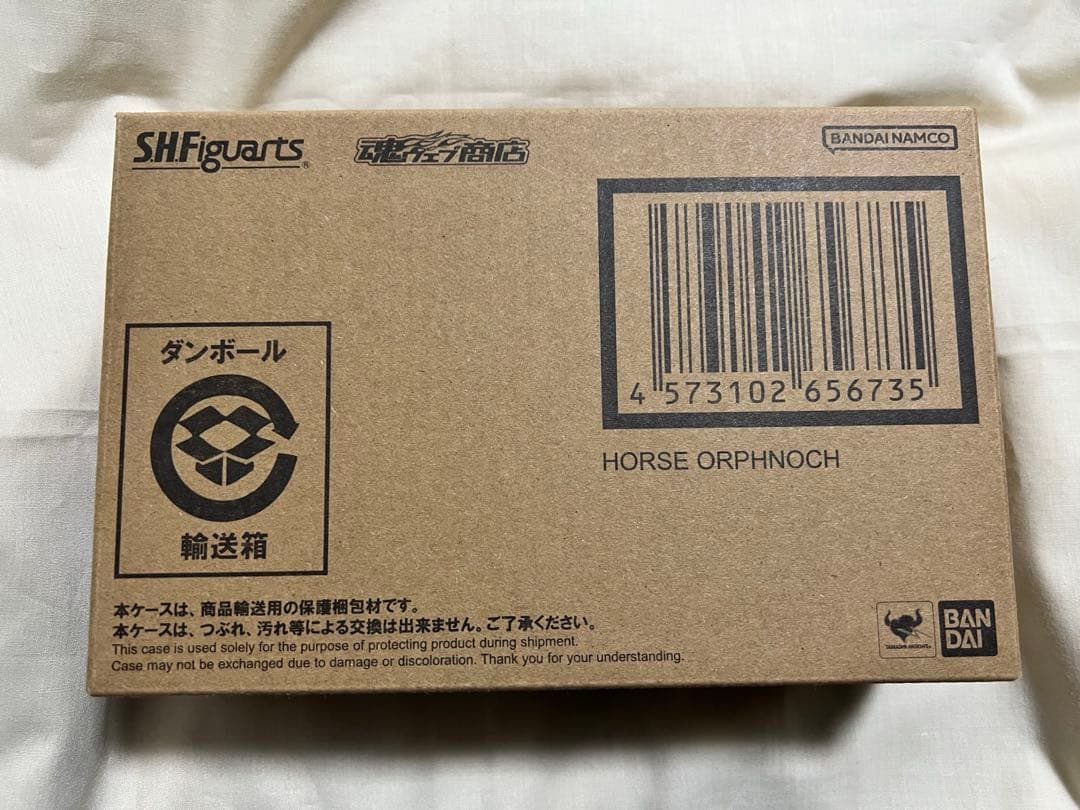 S.H.Figuarts®
魂ウェブ商店
BANDAI NAMCO
4 573102 656735
HORSE ORPHNOCH
ダンボール
輸送箱
本ケースは、商品輸送用の保護梱包材です。
本ケースは、つぶれ、汚れ等による交換は出来ません。ご了承ください。
This case is used solely for the purpose of protecting product during shipment.
Case may not be exchanged due to damage or discoloration. Thank you for your understanding.
TAMASHII NATIONS
BAN
DAI